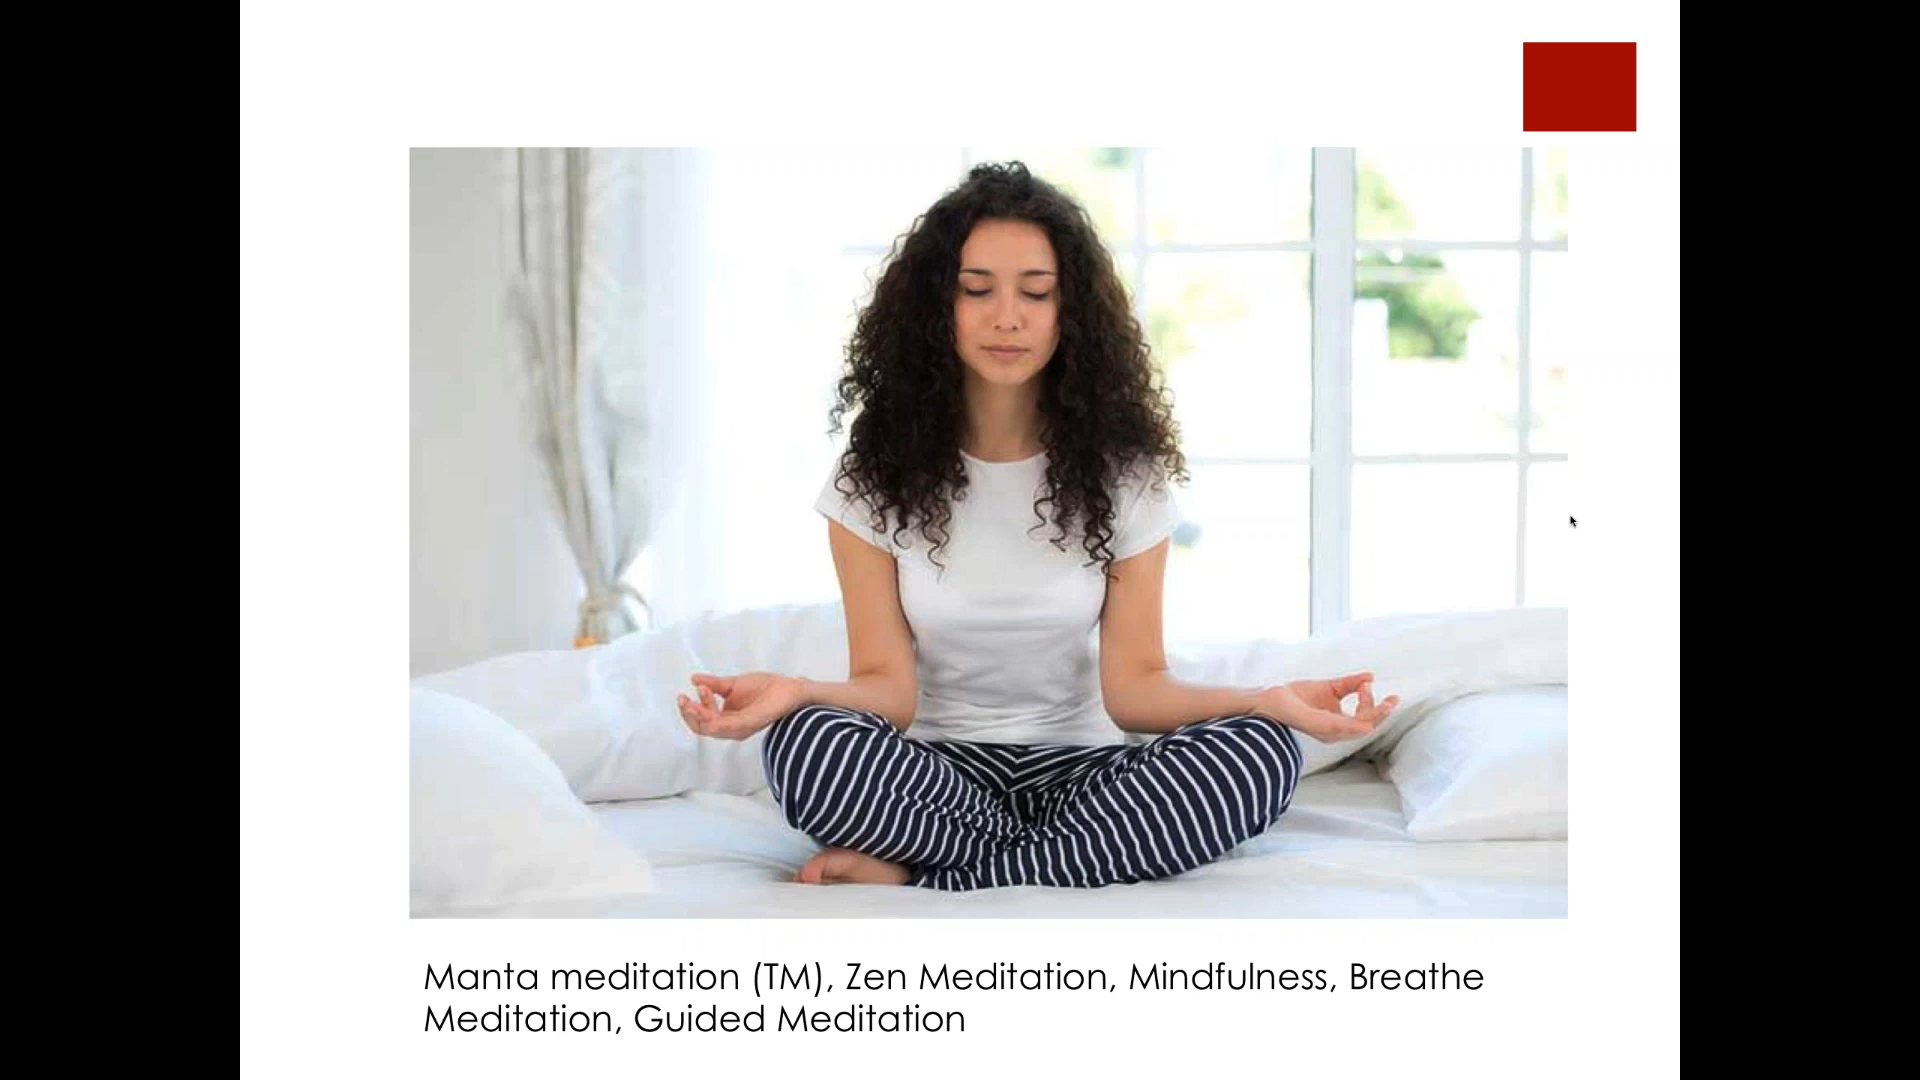 Manta meditation (TM), Zen Meditation, Mindfulness, Breathe
Meditation, Guided Meditation